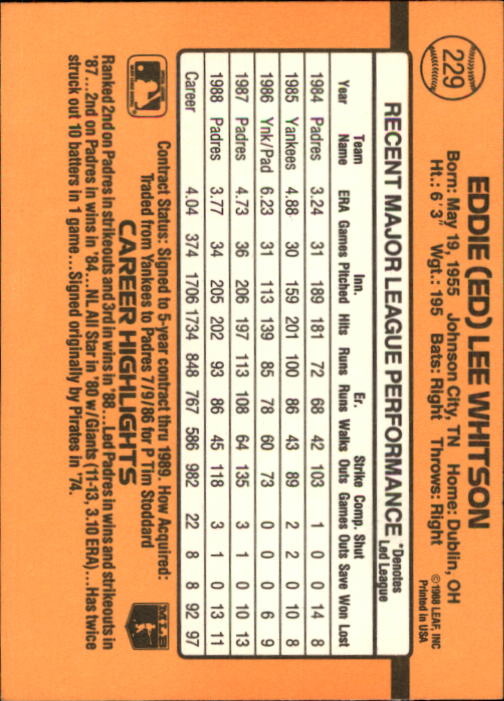 229
EDDIE (ED) LEE WHITSON
Born: May 19, 1955 Johnson City, TN Home: Dublin, OH
Ht.: 6'3" Wgt.: 195 Bats: Right Throws: Right
©1988 LEAF, INC
Printed in USA
RECENT MAJOR LEAGUE PERFORMANCE *Denotes Led League
Year Team Name ERA Games Inn. Pitched Hits Runs Er. Runs Walks Strike Outs Comp. Games Shut Outs Save Won Lost
1984 Padres 3.24 31 189 181 72 68 42 103 1 0 0 14 8
1985 Yankees 4.88 30 159 201 100 86 43 89 2 2 0 10 8
1986 Ynk/Pad 6.23 31 113 139 85 78 60 73 0 0 0 6 9
1987 Padres 4.73 36 206 197 113 108 64 135 3 1 0 10 13
1988 Padres 3.77 34 205 202 93 86 45 118 3 1 0 13 11
Career 4.04 374 1706 1734 848 767 586 982 22 8 8 92 97
Contract Status: Signed to 5-year contract thru 1989. How Acquired:
Traded from Yankees to Padres 7/9/86 for P Tim Stoddard
MLB
CAREER HIGHLIGHTS
Ranked 2nd on Padres in strikeouts and 3rd in wins in '88...Led Padres in wins and strikeouts in
'87...2nd on Padres in wins in '84...NL All Star in '80 w/Giants (11-13, 3.10 ERA)...Has twice
struck out 10 batters in 1 game...Signed originally by Pirates in '74.